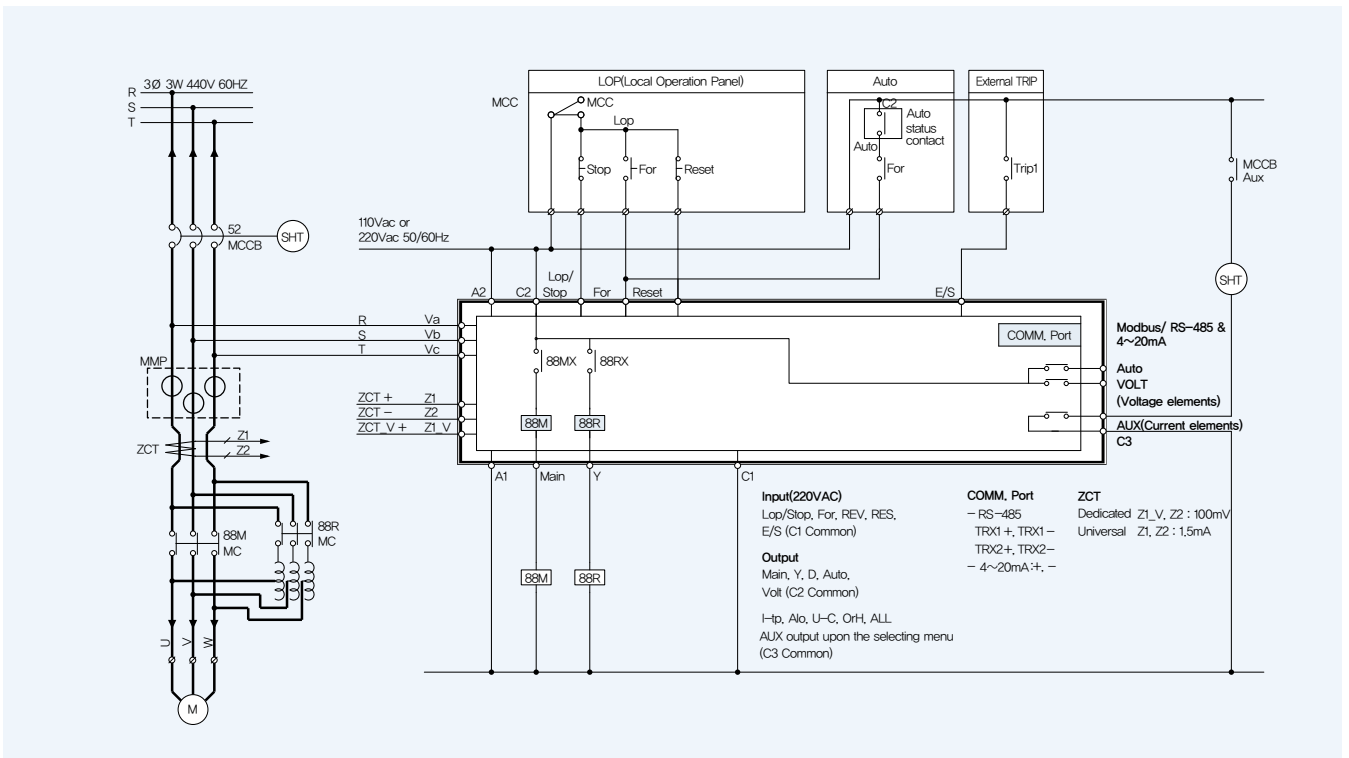 3Ø 3W 440V 60HZ
R
S
T
52
MCCB
SHT
MMP
ZCT
Z1
Z2
88R
MC
88M
MC
U
V
W
M
LOP(Local Operation Panel)
MCC
MCC
Lop
Stop
For
Reset
Auto
C2
Auto
status
contact
Auto
For
External TRIP
Trip1
MCCB
Aux
SHT
110Vac or
220Vac 50/60Hz
A2
C2
Lop/
Stop
For
Reset
E/S
R Va
S Vb
T Vc
ZCT + Z1
ZCT - Z2
ZCT_V + Z1_V
88MX
88RX
88M
88R
COMM. Port
Modbus/ RS-485 &
4~20mA
Auto
VOLT
(Voltage elements)
AUX(Current elements)
C3
A1
Main
Y
C1
88M
88R
Input(220VAC)
Lop/Stop, For, REV, RES,
E/S (C1 Common)
Output
Main, Y, D, Auto,
Volt (C2 Common)
I-tp, Alo, U-C, OrH, ALL
AUX output upon the selecting menu
(C3 Common)
COMM. Port
- RS-485
TRX1+, TRX1-
TRX2+, TRX2-
- 4~20mA:+, -
ZCT
Dedicated Z1_V, Z2 : 100mV
Universal Z1, Z2 : 1.5mA